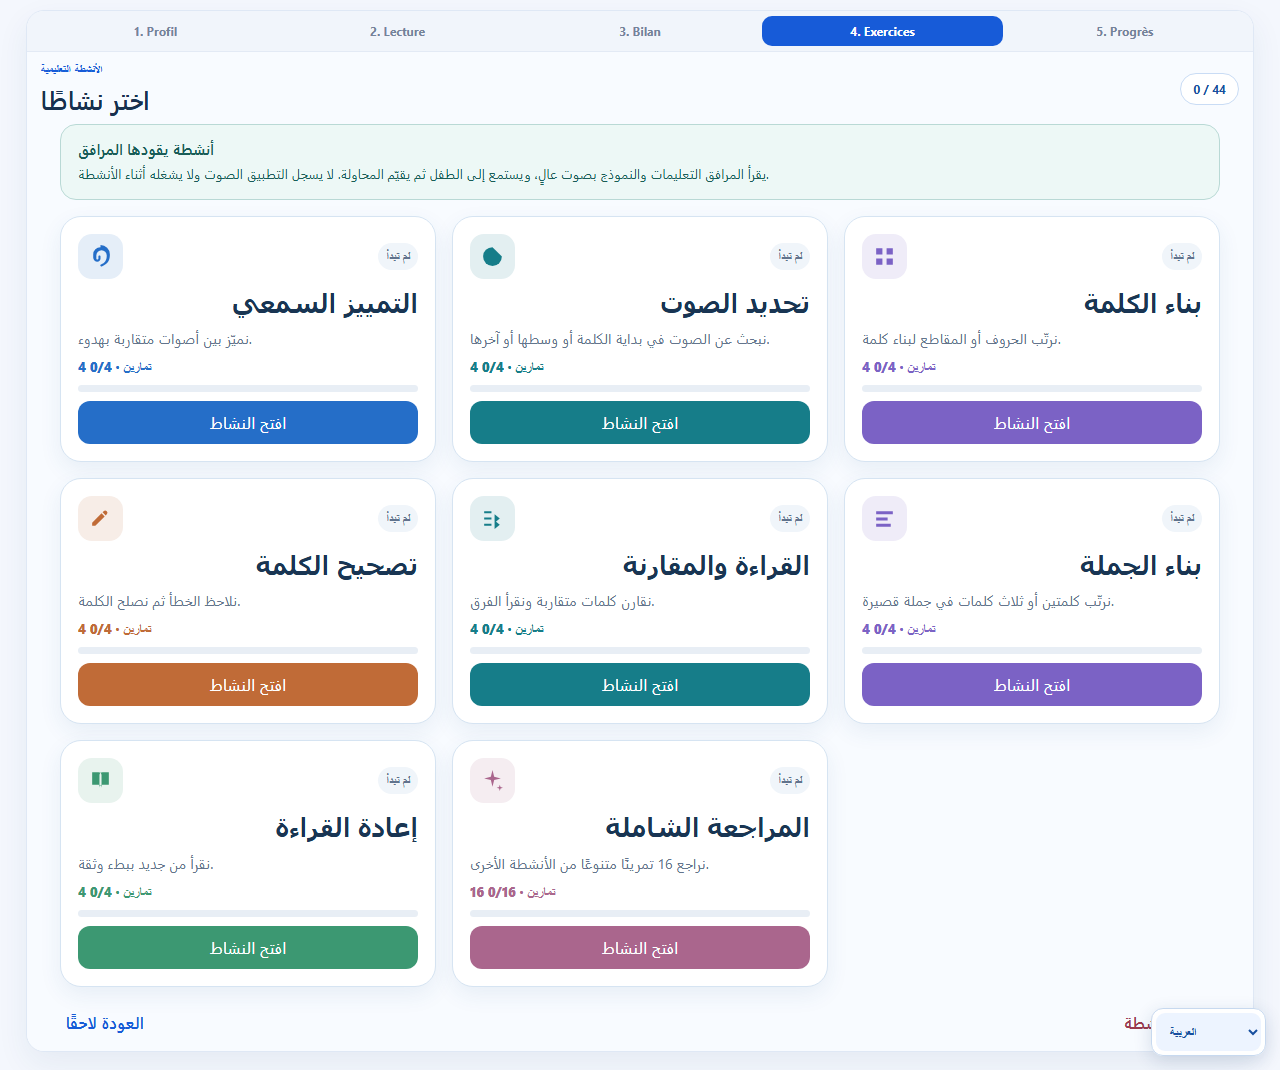 1. Profil
2. Lecture
3. Bilan
4. Exercices
5. Progrès
الأنشطة التعليمية
اختر نشاطًا
0 / 44
أنشطة يقودها المرافق
يقرأ المرافق التعليمات والنموذج بصوت عالٍ، ويستمع إلى الطفل ثم يقيّم المحاولة. لا يسجل التطبيق الصوت ولا يشغله أثناء الأنشطة.
لم تبدأ
التمييز السمعي
نميّز بين أصوات متقاربة بهدوء.
4 تمارين • 0/4
افتح النشاط
لم تبدأ
تحديد الصوت
نبحث عن الصوت في بداية الكلمة أو وسطها أو آخرها.
4 تمارين • 0/4
افتح النشاط
لم تبدأ
بناء الكلمة
نرتّب الحروف أو المقاطع لبناء كلمة.
4 تمارين • 0/4
افتح النشاط
لم تبدأ
تصحيح الكلمة
نلاحظ الخطأ ثم نصلح الكلمة.
4 تمارين • 0/4
افتح النشاط
لم تبدأ
القراءة والمقارنة
نقارن كلمات متقاربة ونقرأ الفرق.
4 تمارين • 0/4
افتح النشاط
لم تبدأ
بناء الجملة
نرتّب كلمتين أو ثلاث كلمات في جملة قصيرة.
4 تمارين • 0/4
افتح النشاط
لم تبدأ
إعادة القراءة
نقرأ من جديد ببطء وثقة.
4 تمارين • 0/4
افتح النشاط
لم تبدأ
المراجعة الشاملة
نراجع 16 تمرينًا متنوعًا من الأنشطة الأخرى.
16 تمارين • 0/16
افتح النشاط
العودة لاحقًا
العربية